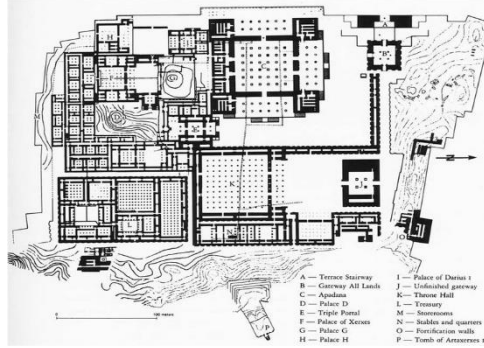 A
H
B
C
G
K
J
N
L
O
I/P
100 meters
A — Terrace Stairway
B — Gateway All Lands
C — Apadana
D — Palace D
E — Triple Portal
F — Palace of Xerxes
G — Palace G
H — Palace H
I — Palace of Darius I
J — Unfinished gateway
K — Throne Hall
L — Treasury
M — Storerooms
N — Stables and quarters
O — Fortification walls
P — Tomb of Artaxerxes